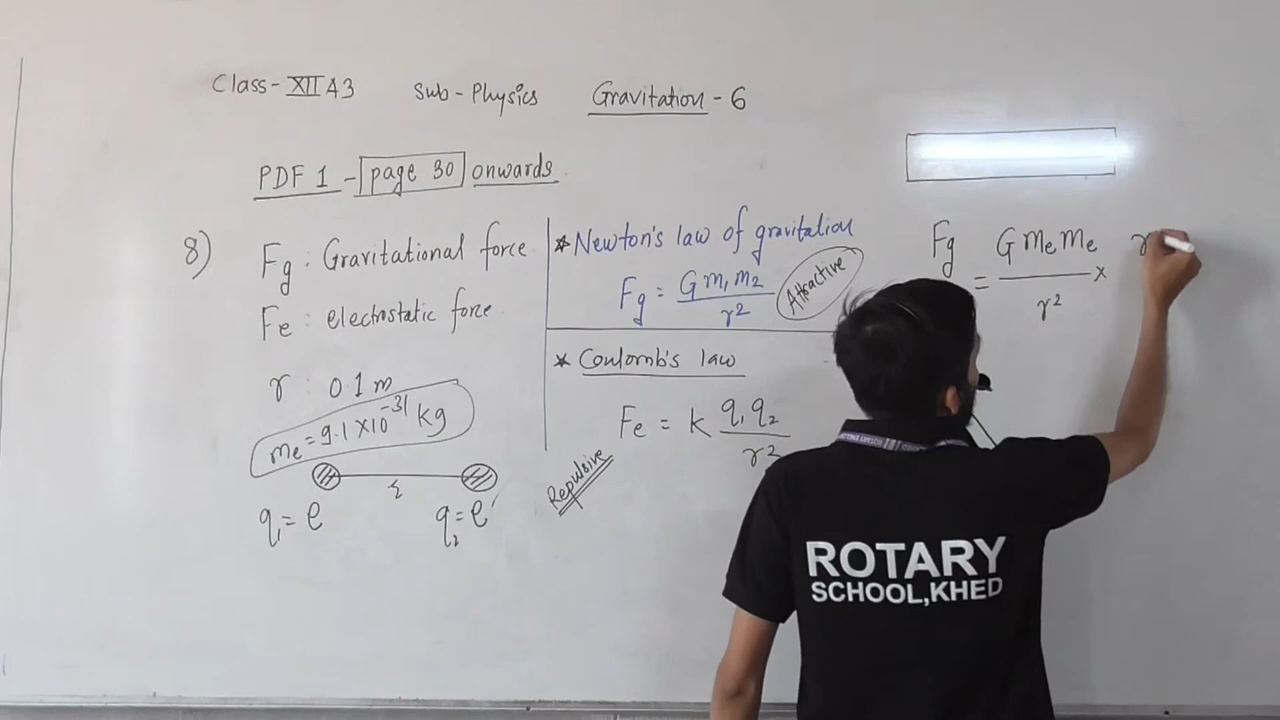 Class-XII A3 Sub-Physics Gravitation-6
PDF 1 - page 30 onwards
8) Fg : Gravitational force
Fe : electrostatic force
r : 0.1 m
me = 9.1 X 10^-31 kg
r
q1 = e q2 = e
* Newton's law of gravitation
Fg = G m1 m2 / r²
Attractive
* Coulomb's law
Fe = k q1 q2 / r²
Repulsive
Fg = G me me / r² × r
ROTARY
SCHOOL,KHED